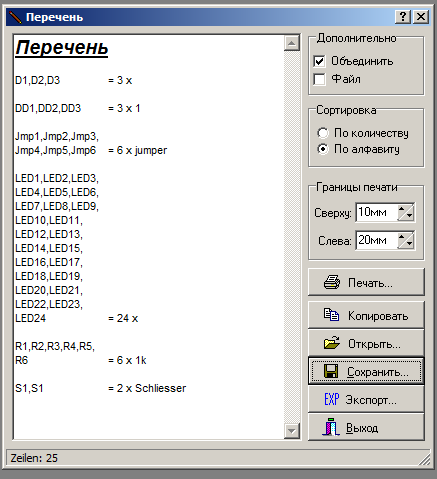 Перечень
Перечень
D1,D2,D3 = 3 x
DD1,DD2,DD3 = 3 x 1
Jmp1,Jmp2,Jmp3,
Jmp4,Jmp5,Jmp6 = 6 x jumper
LED1,LED2,LED3,
LED4,LED5,LED6,
LED7,LED8,LED9,
LED10,LED11,
LED12,LED13,
LED14,LED15,
LED16,LED17,
LED18,LED19,
LED20,LED21,
LED22,LED23,
LED24 = 24 x
R1,R2,R3,R4,R5,
R6 = 6 x 1k
S1,S1 = 2 x Schliesser
Дополнительно
Объединить
Файл
Сортировка
По количеству
По алфавиту
Границы печати
Сверху: 10мм
Слева: 20мм
Печать...
Копировать
Открыть...
Сохранить...
EXP Экспорт...
Выход
Zeilen: 25